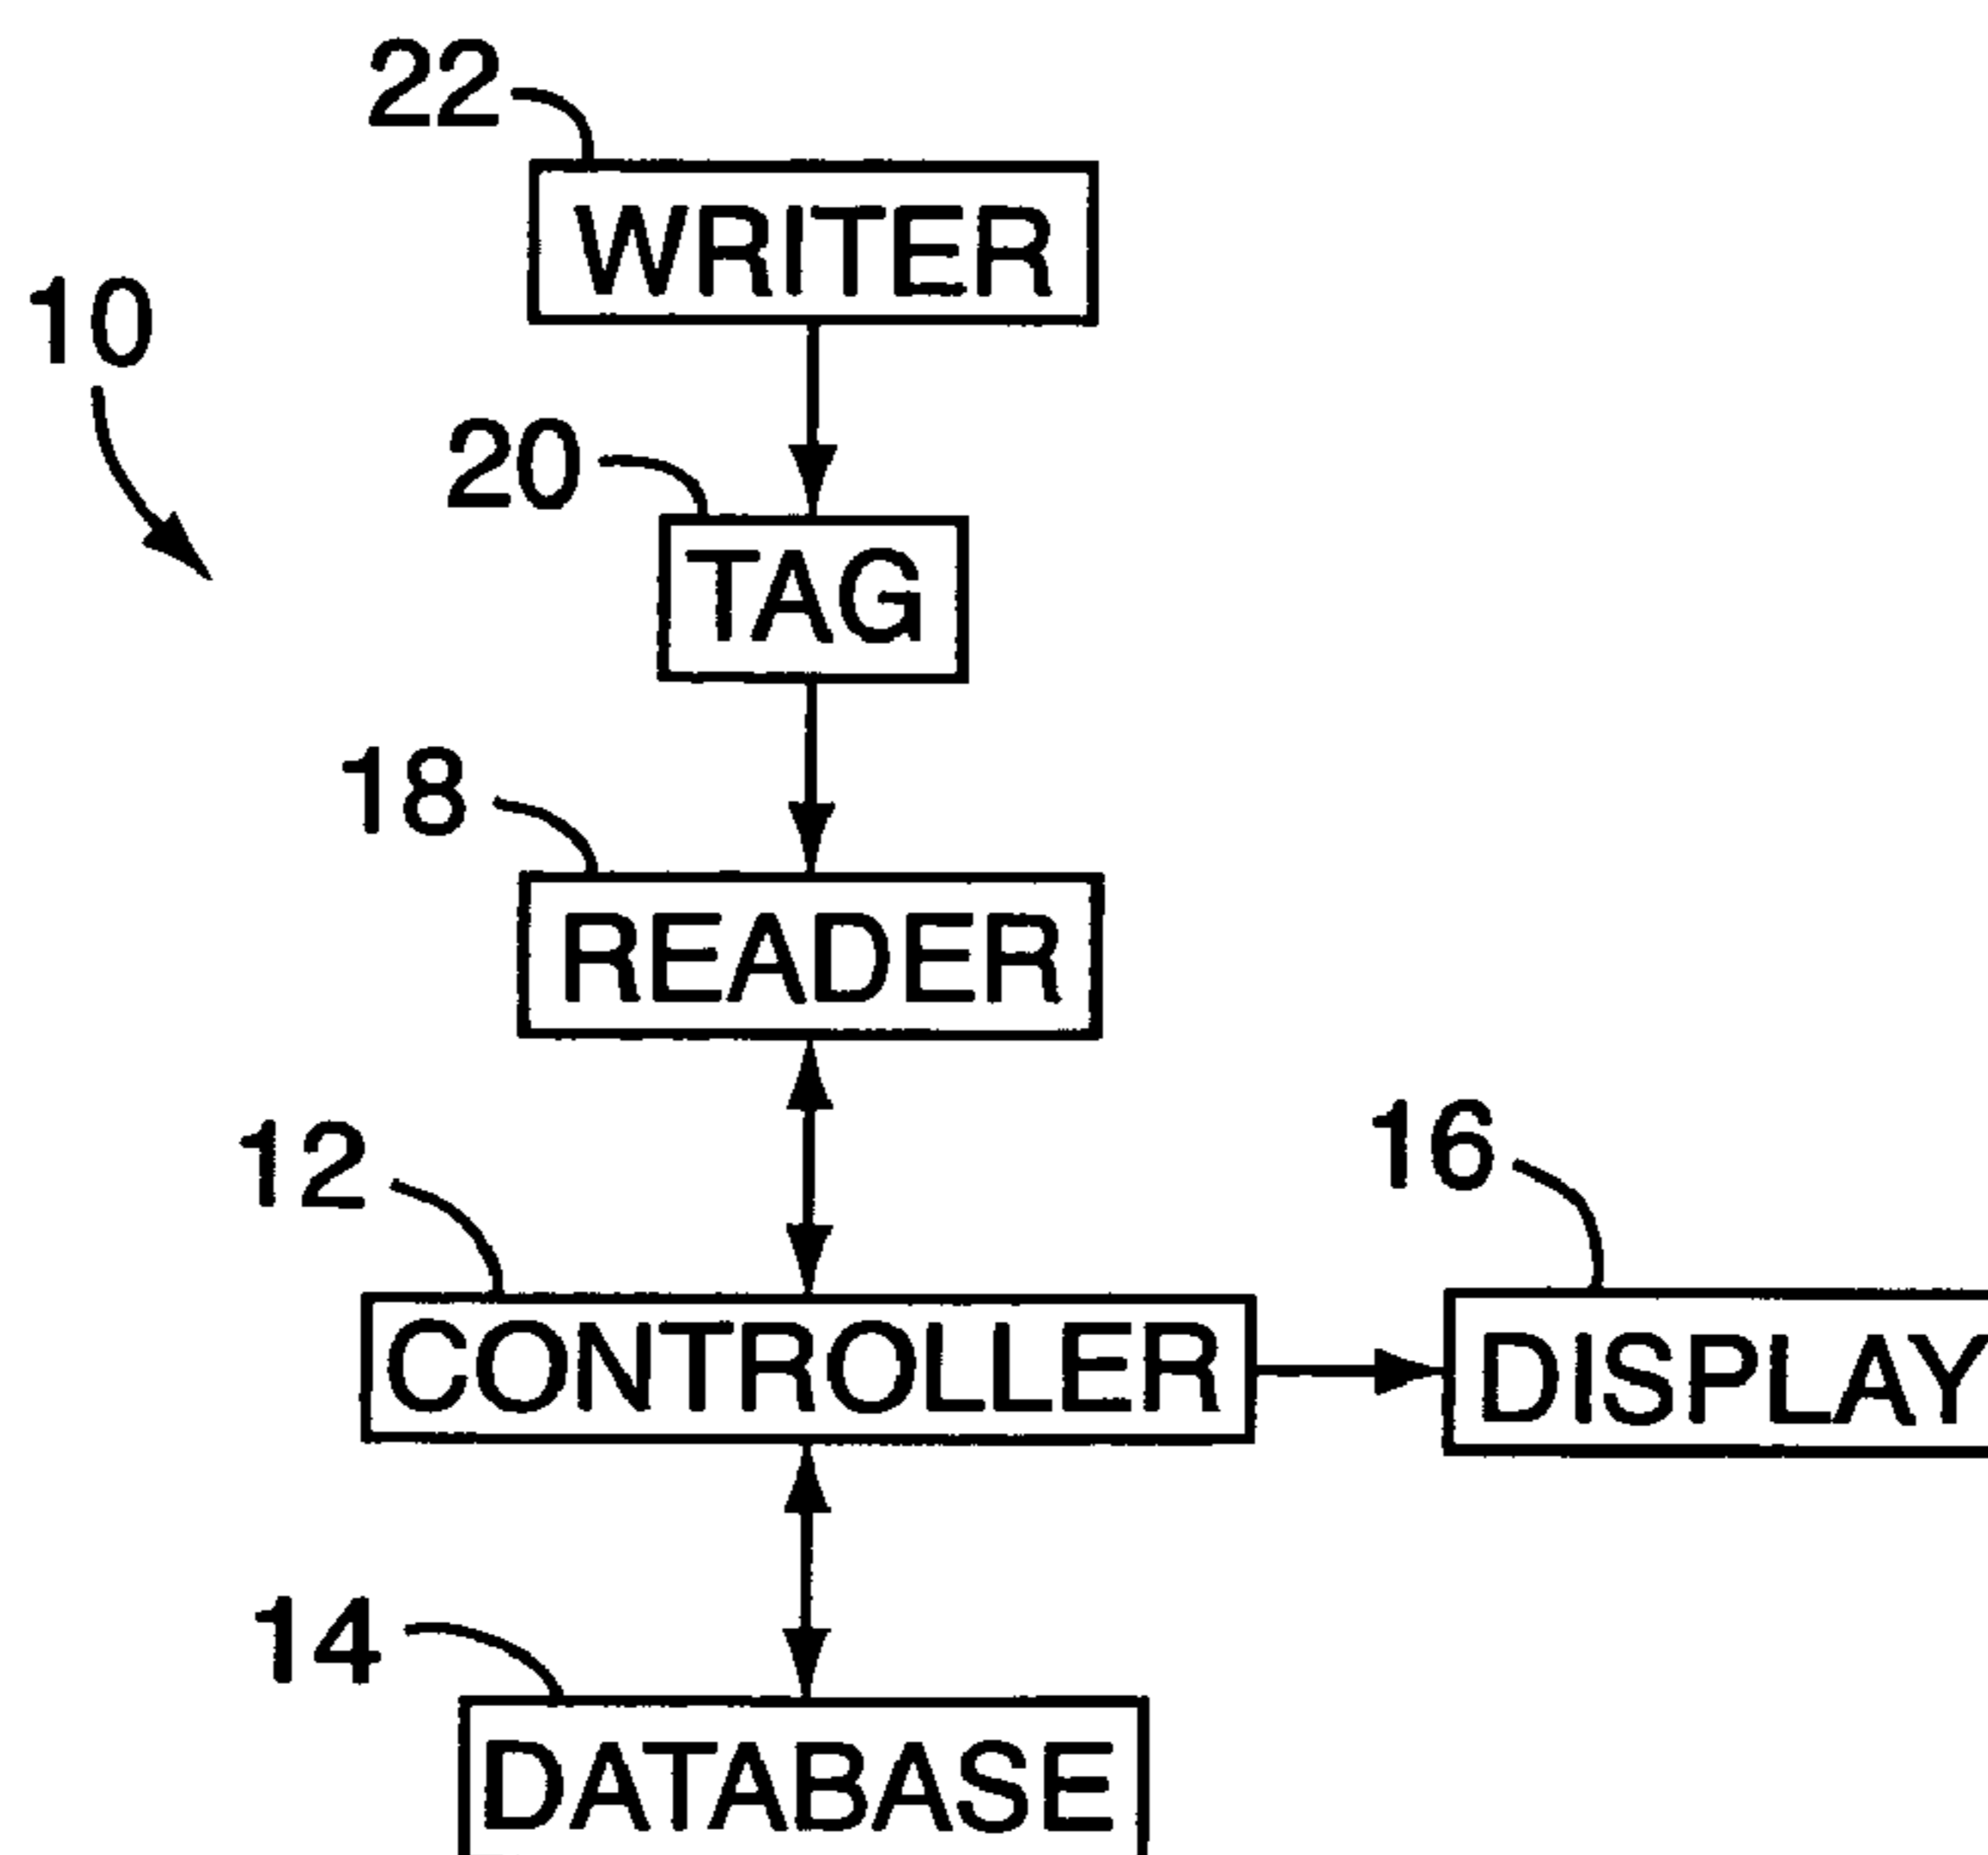 22
WRITER
10
20
TAG
18
READER
12
16
CONTROLLER
DISPLAY
14
DATABASE